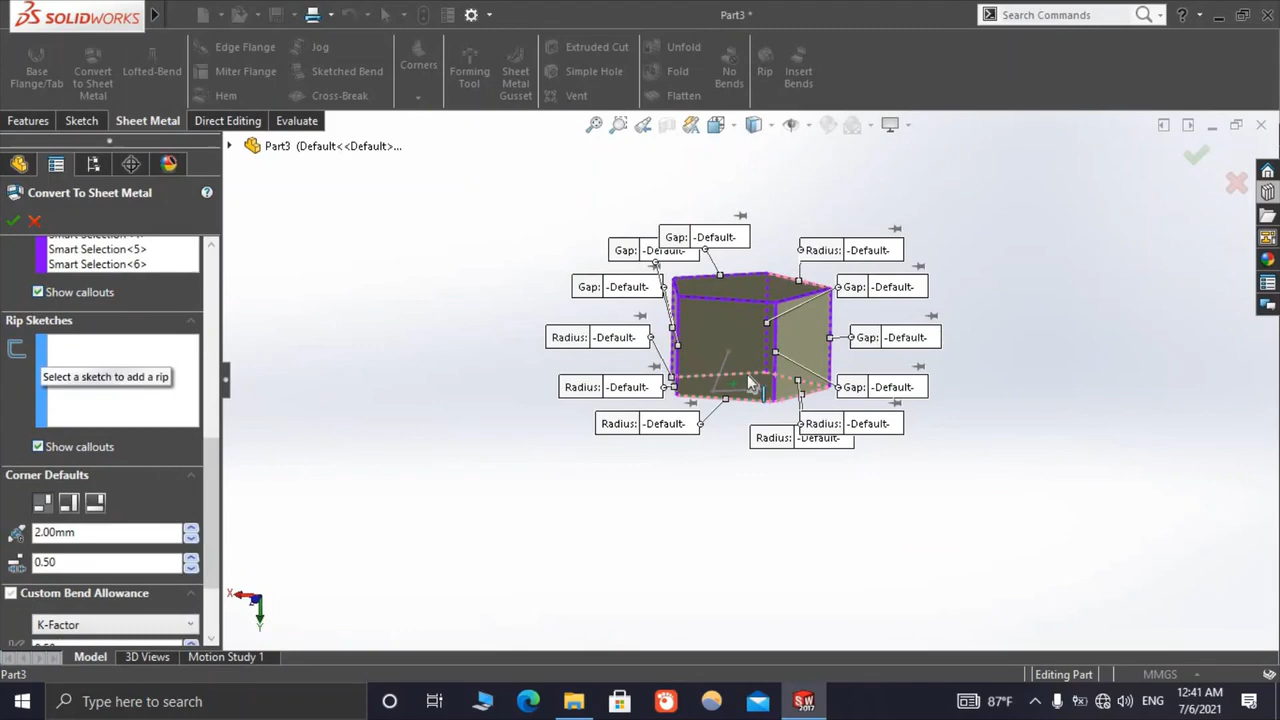 SOLIDWORKS
Part3 *
Search Commands
Base Flange/Tab
Convert to Sheet Metal
Lofted-Bend
Edge Flange
Miter Flange
Hem
Jog
Sketched Bend
Cross-Break
Corners
Forming Tool
Sheet Metal Gusset
Extruded Cut
Simple Hole
Vent
Unfold
Fold
Flatten
No Bends
Rip
Insert Bends
Features
Sketch
Sheet Metal
Direct Editing
Evaluate
Part3 (Default<<Default>...
Convert To Sheet Metal
Smart Selection<5>
Smart Selection<6>
Show callouts
Rip Sketches
Select a sketch to add a rip
Show callouts
Corner Defaults
2.00mm
0.50
Custom Bend Allowance
K-Factor
Gap: -Default-
Gap: -Default-
Radius: -Default-
Gap: -Default-
Gap: -Default-
Radius: -Default-
Gap: -Default-
Radius: -Default-
Gap: -Default-
Radius: -Default-
Radius: -Default-
Radius: -Default-
X
Z
Y
Model
3D Views
Motion Study 1
Part3
Editing Part
MMGS
Type here to search
SW
2017
87°F
ENG
12:41 AM
7/6/2021